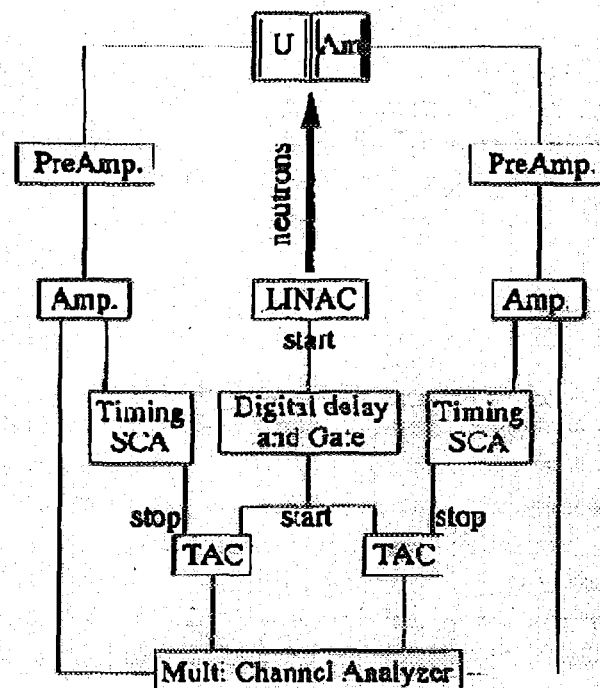 U Am
PreAmp.
PreAmp.
neutrons
Amp.
LINAC
Amp.
start
Timing
SCA
Digital delay
and Gate
Timing
SCA
stop
start
stop
TAC
TAC
Multi Channel Analyzer